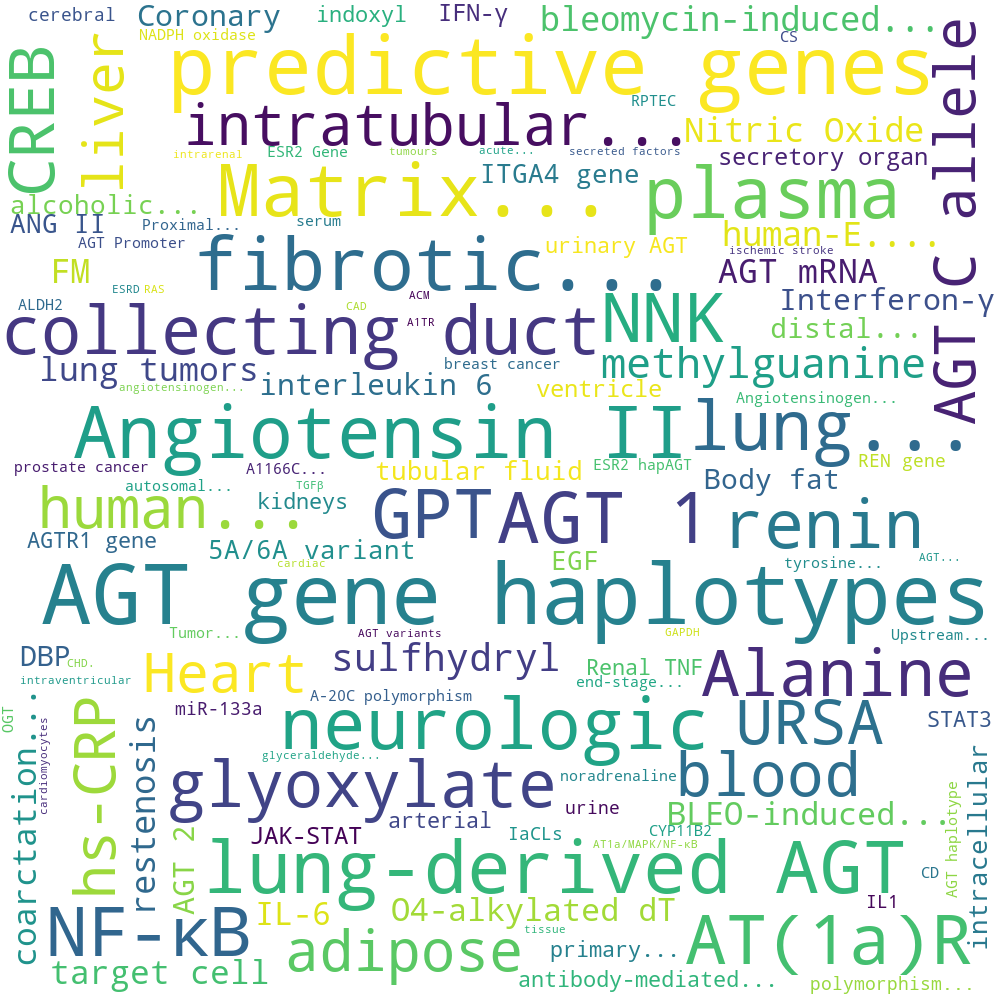 cerebral
Coronary
indoxyl
IFN-γ
bleomycin-induced...
NADPH oxidase
CS
CREB
liver
predictive genes
AGT C allele
RPTEC
intratubular...
Nitric Oxide
intrarenal
ESR2 Gene
tumours
acute...
secreted factors
secretory organ
Matrix...
ITGA4 gene
plasma
alcoholic...
ANG II
Proximal...
serum
AGT Promoter
urinary AGT
human-E....
ischemic stroke
fibrotic...
FM
AGT mRNA
ESRD
RAS
ACM
NNK
Interferon-γ
ALDH2
CAD
collecting duct
A1TR
distal...
lung tumors
breast cancer
methylguanine
angiotensinogen...
interleukin 6
ventricle
Angiotensinogen...
Angiotensin II
lung...
prostate cancer
A1166C...
tubular fluid
ESR2 hapAGT
REN gene
autosomal...
TGFβ
Body fat
human...
kidneys
GPT
AGT 1
renin
AGTR1 gene
5A/6A variant
cardiac
EGF
tyrosine...
AGT...
AGT gene haplotypes
Tumor...
AGT variants
GAPDH
Upstream...
DBP
CHD.
Heart
sulfhydryl
Renal TNF
Alanine
intraventricular
end-stage...
OGT
miR-133a
A-20C polymorphism
coarctation...
cardiomyocytes
hs-CRP
restenosis
neurologic
URSA
STAT3
glyceraldehyde...
glyoxylate
noradrenaline
blood
intracellular
urine
arterial
BLEO-induced...
AGT haplotype
JAK-STAT
IaCLs
CYP11B2
AGT 2
AT1a/MAPK/NF-κB
lung-derived AGT
CD
IL1
NF-κB
IL-6
O4-alkylated dT
AT(1a)R
tissue
adipose
primary...
target cell
antibody-mediated...
polymorphism...